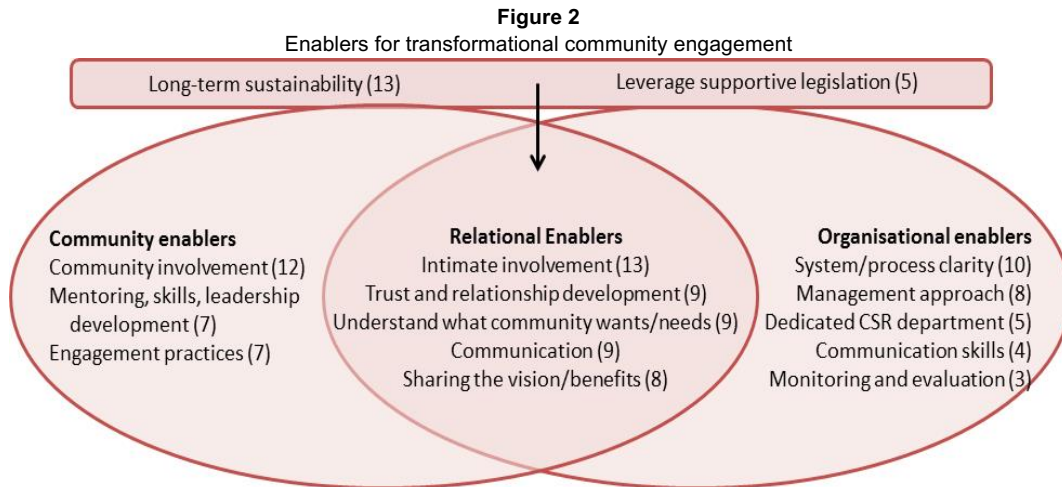 Figure 2
Enablers for transformational community engagement
Long-term sustainability (13)
Leverage supportive legislation (5)
Community enablers
Community involvement (12)
Mentoring, skills, leadership
development (7)
Engagement practices (7)
Relational Enablers
Intimate involvement (13)
Trust and relationship development (9)
Understand what community wants/needs (9)
Communication (9)
Sharing the vision/benefits (8)
Organisational enablers
System/process clarity (10)
Management approach (8)
Dedicated CSR department (5)
Communication skills (4)
Monitoring and evaluation (3)